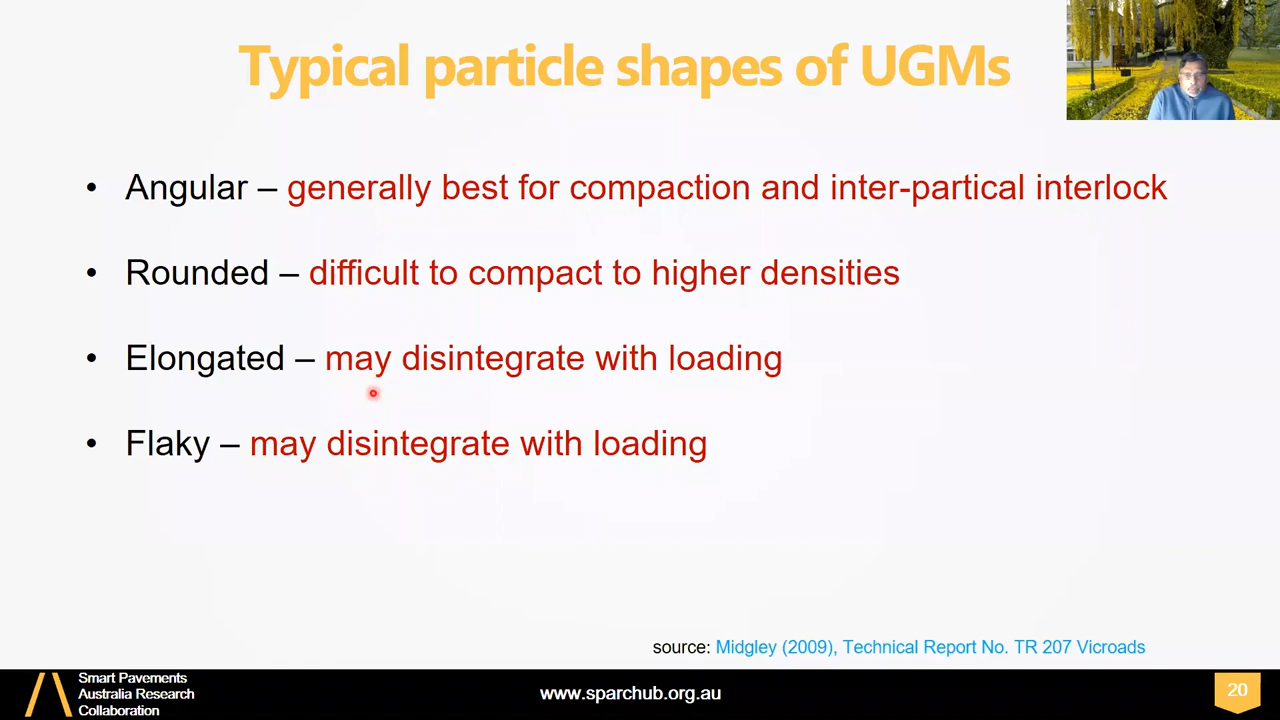 Typical particle shapes of UGMs
• Angular – generally best for compaction and inter-partical interlock
• Rounded – difficult to compact to higher densities
• Elongated – may disintegrate with loading
• Flaky – may disintegrate with loading
source: Midgley (2009), Technical Report No. TR 207 Vicroads
Smart Pavements
Australia Research
Collaboration
www.sparchub.org.au
20